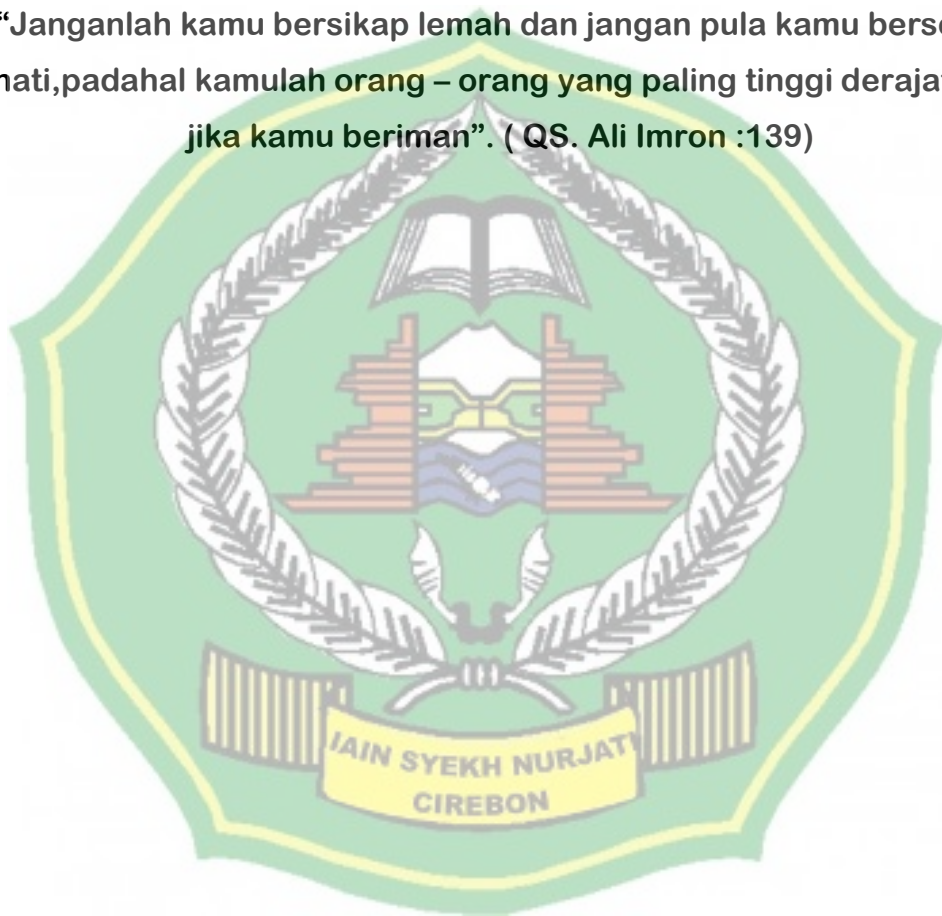 “Janganlah kamu bersikap lemah dan jangan pula kamu berse
hati,padahal kamulah orang – orang yang paling tinggi deraja
jika kamu beriman”. ( QS. Ali Imron :139)
IAIN SYEKH NURJATI
CIREBON